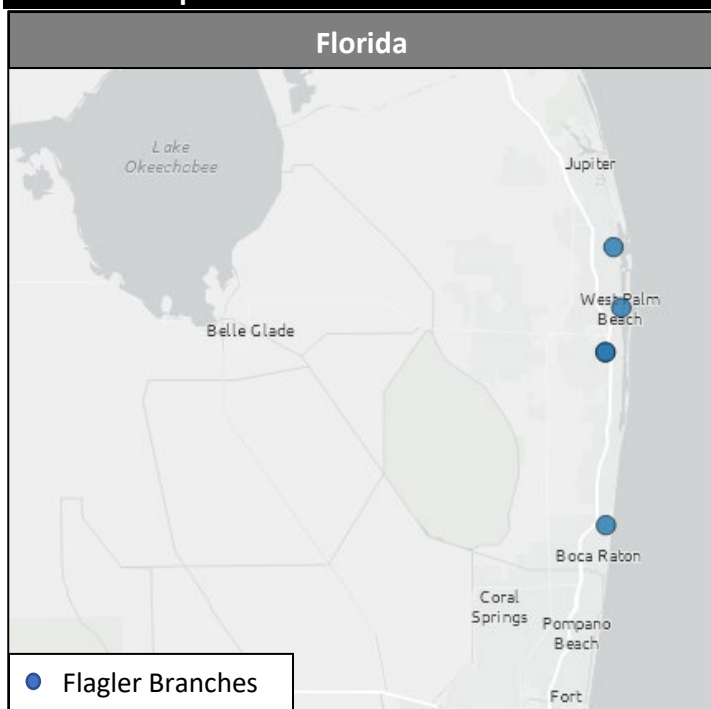 Florida
Lake
Okeechobee
Jupiter
West Palm
Beach
Belle Glade
Boca Raton
Coral
Springs
Pompano
Beach
Fort
Flagler Branches